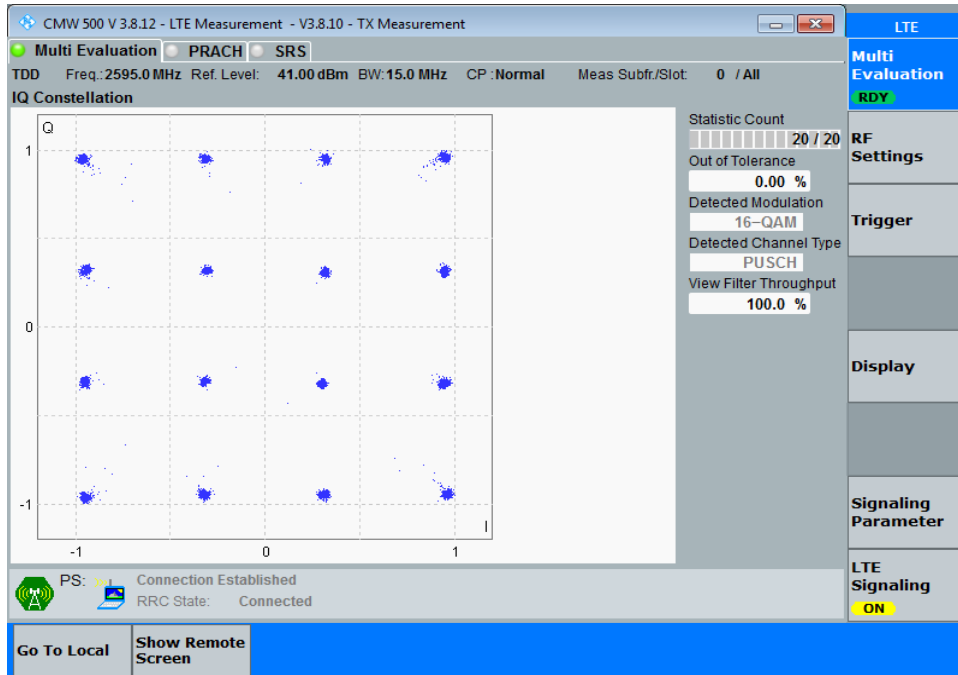 CMW 500 V 3.8.12 - LTE Measurement - V3.8.10 - TX Measurement
Multi Evaluation PRACH SRS
TDD Freq.: 2595.0 MHz Ref. Level: 41.00 dBm BW: 15.0 MHz CP : Normal Meas Subfr./Slot: 0 / All
IQ Constellation
Q
1
0
-1
I
-1 0 1
Statistic Count
20 / 20
Out of Tolerance
0.00 %
Detected Modulation
16-QAM
Detected Channel Type
PUSCH
View Filter Throughput
100.0 %
PS: Connection Established
RRC State: Connected
LTE
Multi
Evaluation
RDY
RF
Settings
Trigger
Display
Signaling
Parameter
LTE
Signaling
ON
Go To Local
Show Remote
Screen